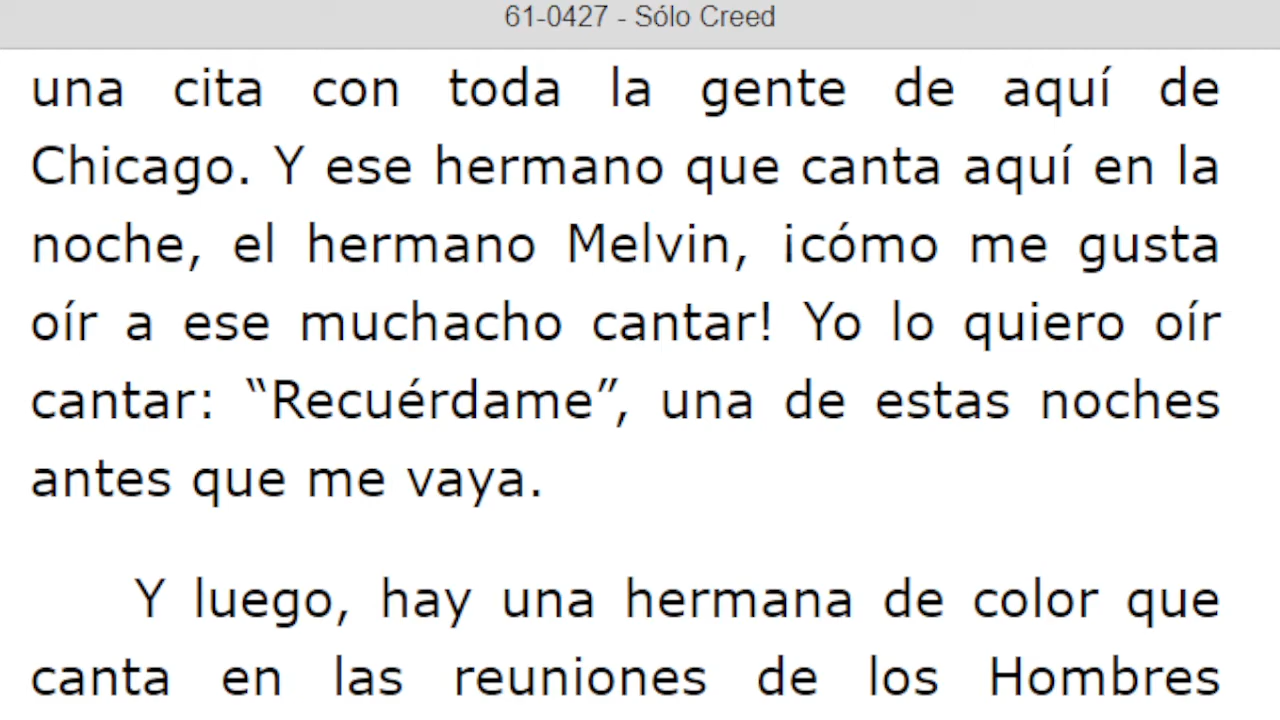 61-0427 - Sólo Creed
una cita con toda la gente de aquí de
Chicago. Y ese hermano que canta aquí en la
noche, el hermano Melvin, ¡cómo me gusta
oír a ese muchacho cantar! Yo lo quiero oír
cantar: “Recuérdame”, una de estas noches
antes que me vaya.
Y luego, hay una hermana de color que
canta en las reuniones de los Hombres